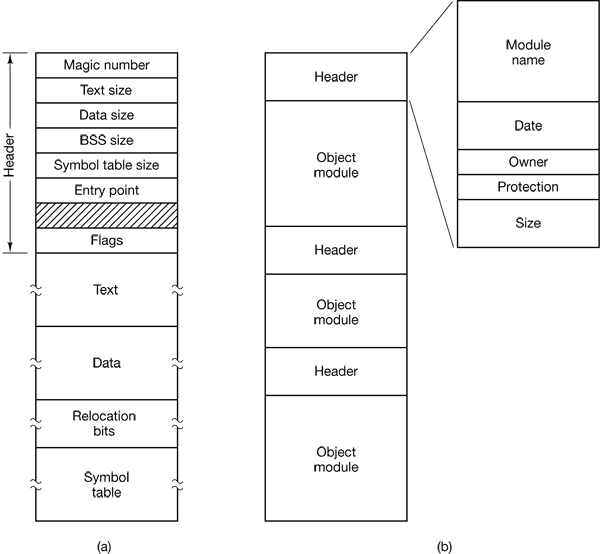 Header
Magic number
Text size
Data size
BSS size
Symbol table size
Entry point
Flags
Text
Data
Relocation
bits
Symbol
table
(a)
Header
Object
module
Header
Object
module
Header
Object
module
Module
name
Date
Owner
Protection
Size
(b)